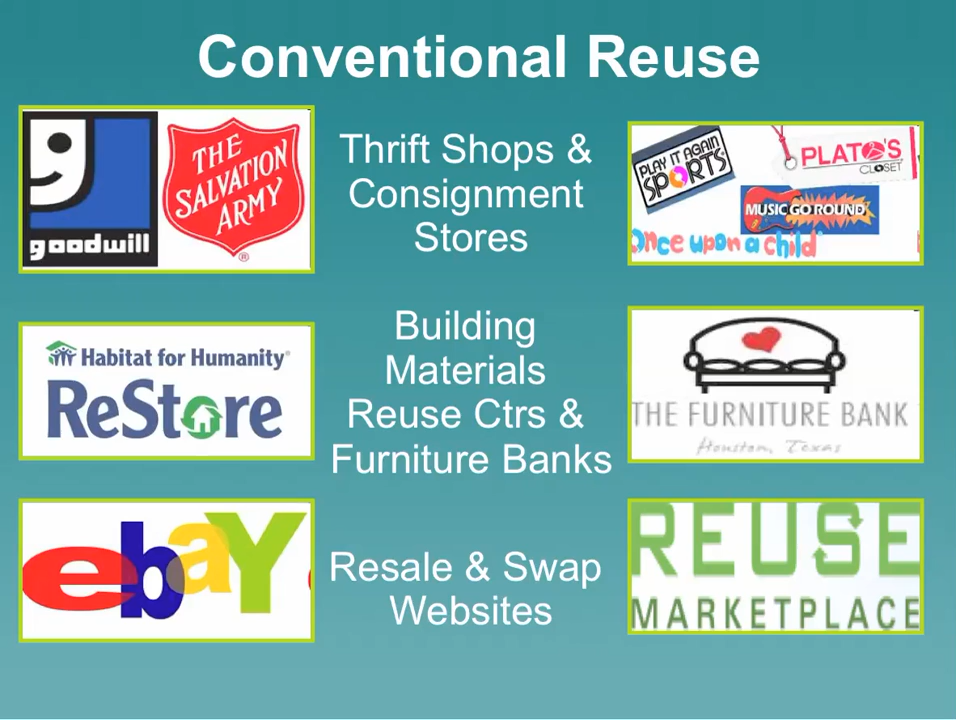 Conventional Reuse
goodwill
THE
SALVATION
ARMY
®
Thrift Shops &
Consignment
Stores
PLAY IT AGAIN
SPORTS
PLATO'S
CLOSET
MUSIC GO ROUND
Once upon a child
Habitat for Humanity®
ReStore
Building
Materials
Reuse Ctrs &
Furniture Banks
THE FURNITURE BANK
Houston, Texas
ebaY
Resale & Swap
Websites
REUSE
MARKETPLACE